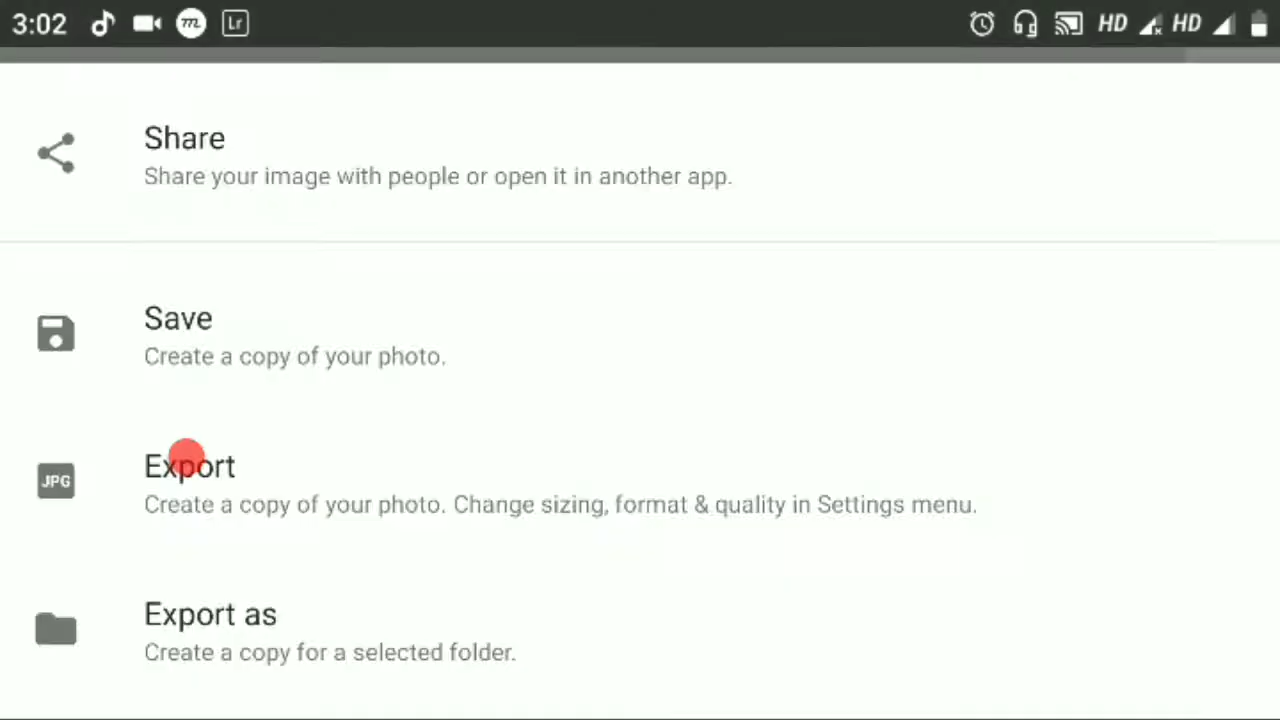 3:02 m Lr HD HD
Share
Share your image with people or open it in another app.
Save
Create a copy of your photo.
JPG
Export
Create a copy of your photo. Change sizing, format & quality in Settings menu.
Export as
Create a copy for a selected folder.